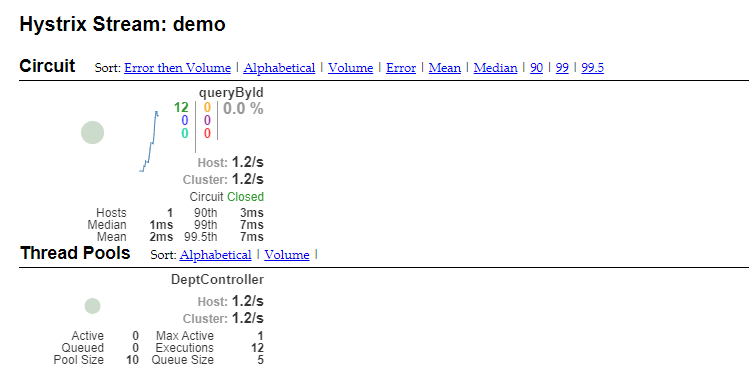 Hystrix Stream: demo
Circuit Sort: Error then Volume | Alphabetical | Volume | Error | Mean | Median | 90 | 99 | 99.5
queryById
12 0 0.0 %
0 0
0 0
Host: 1.2/s
Cluster: 1.2/s
Circuit Closed
Hosts 1 90th 3ms
Median 1ms 99th 7ms
Mean 2ms 99.5th 7ms
Thread Pools Sort: Alphabetical | Volume |
DeptController
Host: 1.2/s
Cluster: 1.2/s
Active 0 Max Active 1
Queued 0 Executions 12
Pool Size 10 Queue Size 5